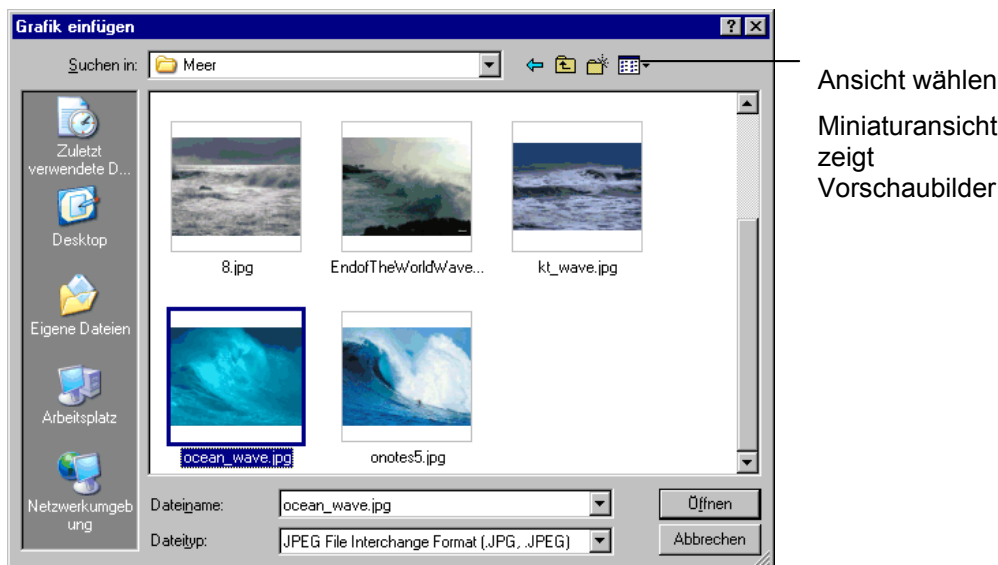 Grafik einfügen
Suchen in:
Meer
Ansicht wählen
Miniaturansicht
zeigt
Vorschaubilder
Zuletzt
verwendete D...
Desktop
Eigene Dateien
Arbeitsplatz
Netzwerkumgeb
ung
8.jpg
EndofTheWorldWave...
kt_wave.jpg
ocean_wave.jpg
onotes5.jpg
Dateiname:
ocean_wave.jpg
Öffnen
Dateityp:
JPEG File Interchange Format (.JPG, .JPEG)
Abbrechen